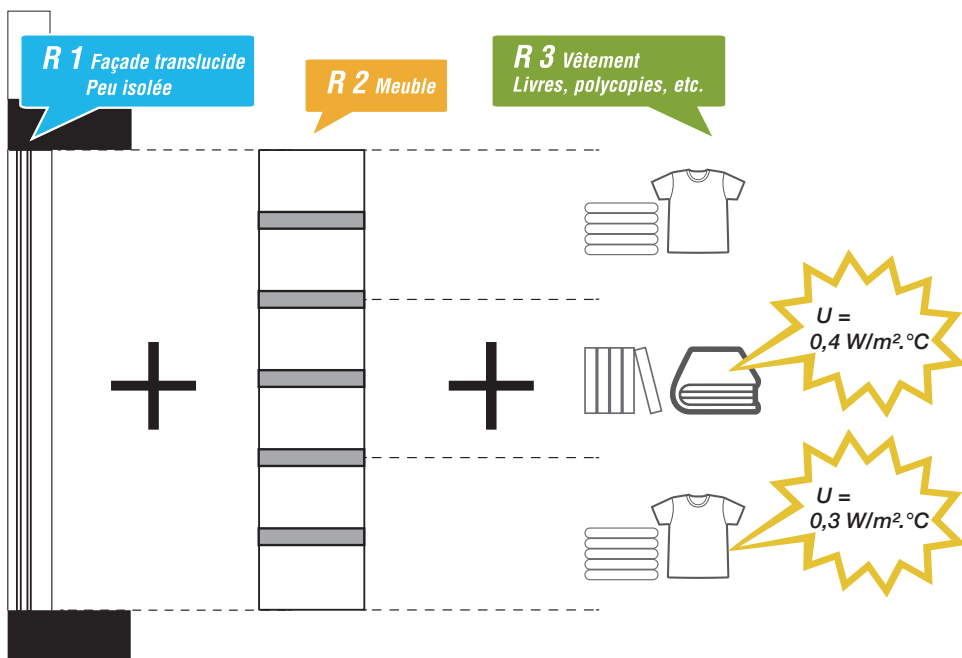 R 1 Façade translucide
Peu isolée
R 2 Meuble
R 3 Vêtement
Livres, polycopies, etc.
U =
0,4 W/m².°C
U =
0,3 W/m².°C